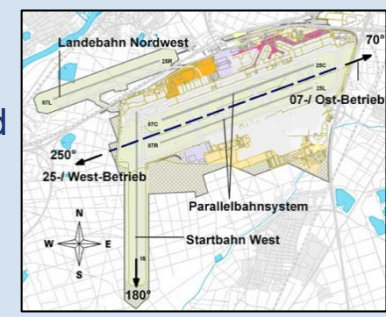 Landebahn Nordwest
70°
25R
07L
25C
07-/ Ost-Betrieb
25L
d
07C
250°
07R
25-/ West-Betrieb
Parallelbahnsystem
N
W
E
S
Startbahn West
18
180°